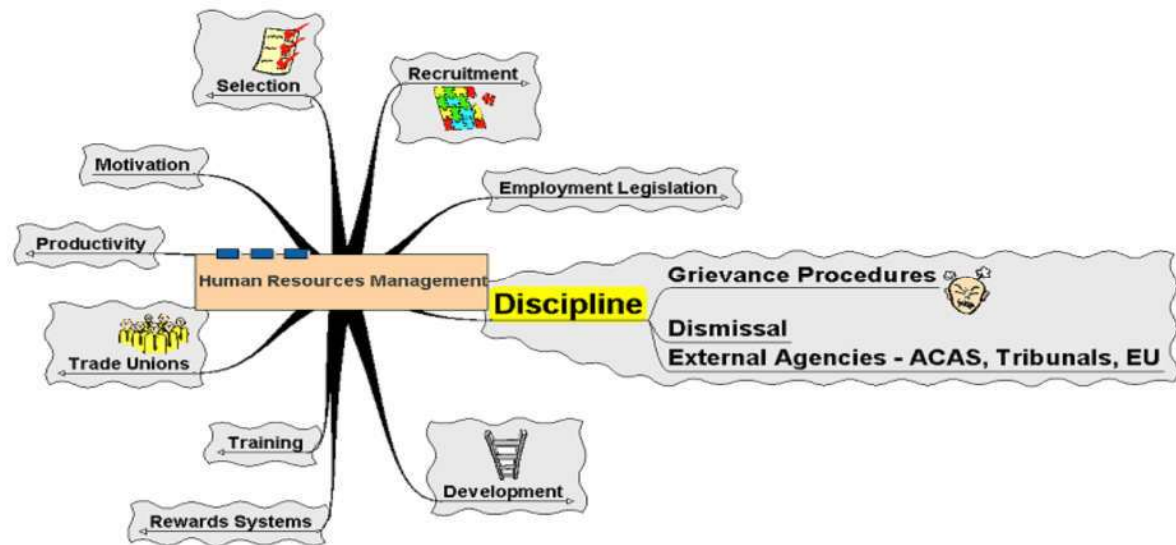 Selection
Recruitment
Motivation
Employment Legislation
Productivity
Human Resources Management
Discipline
Grievance Procedures
Dismissal
External Agencies - ACAS, Tribunals, EU
Trade Unions
Training
Development
Rewards Systems